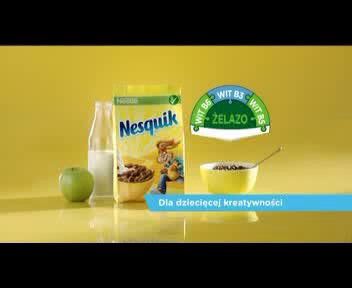 Nestlé
Nesquik
WIT B6
WIT B3
WIT B5
ŻELAZO
Dla dziecięcej kreatywności